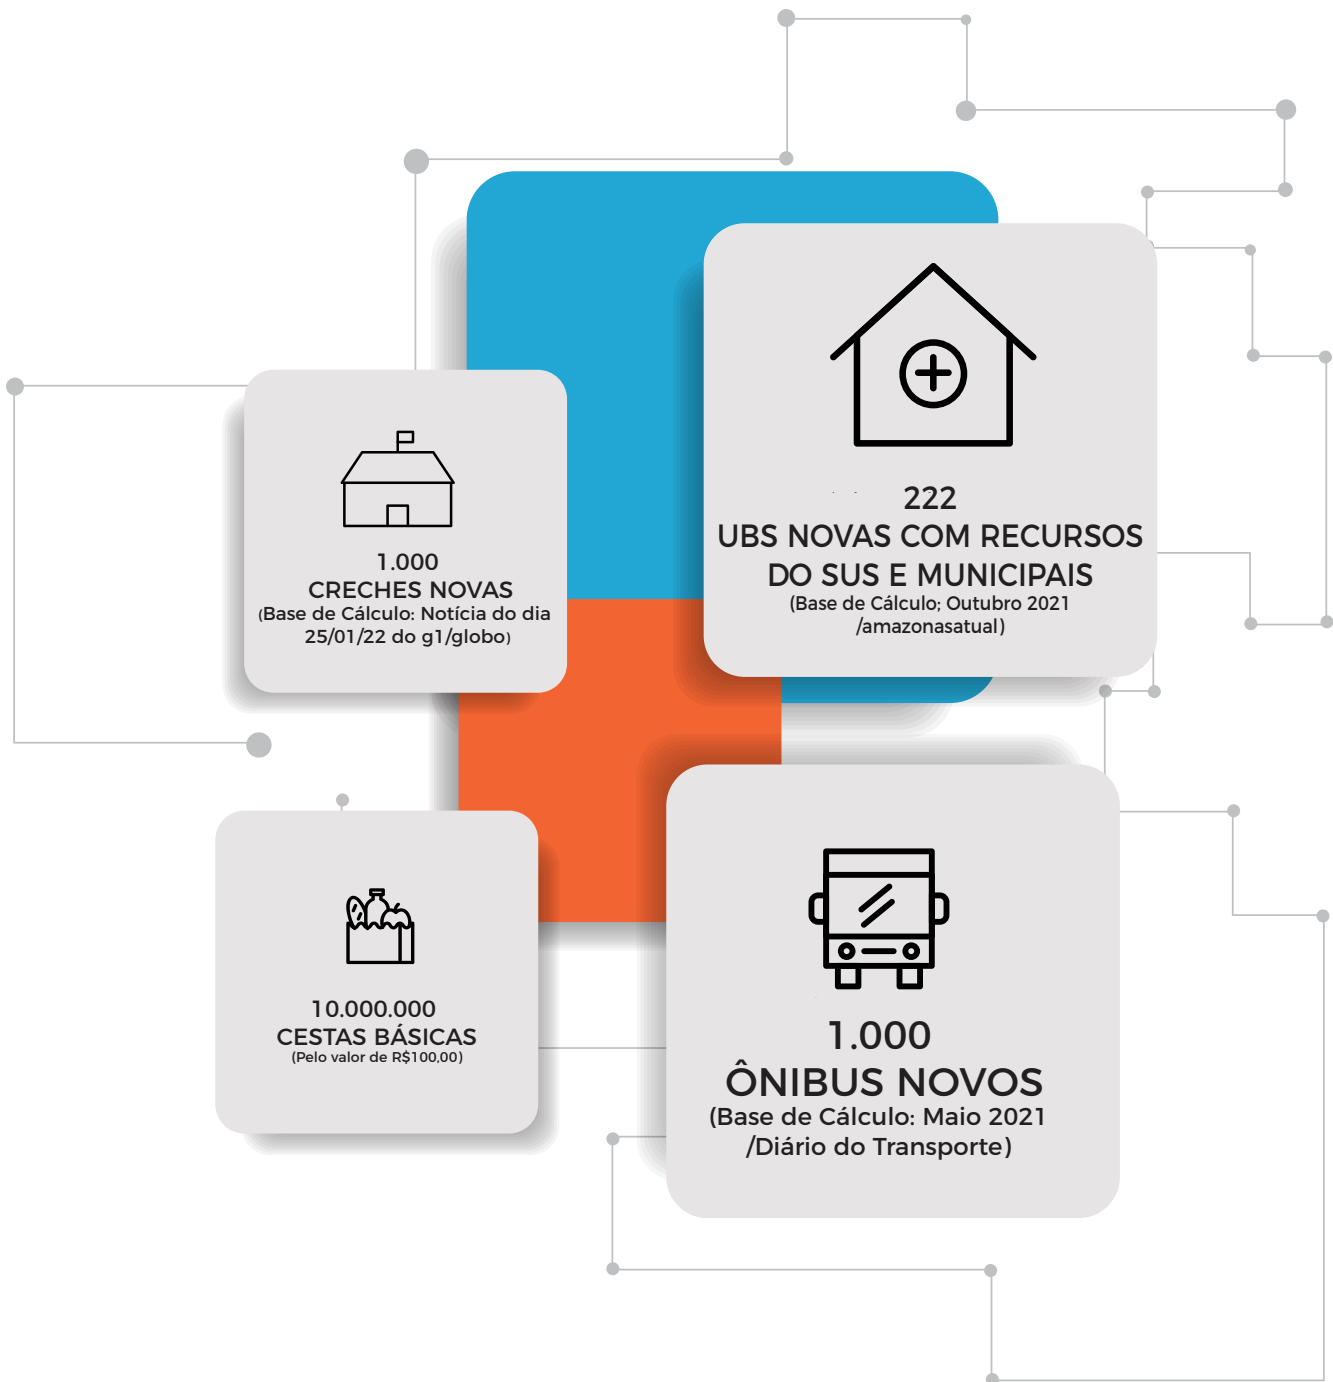 222
UBS NOVAS COM RECURSOS
DO SUS E MUNICIPAIS
(Base de Cálculo; Outubro 2021
/amazonasatual)
1.000
CRECHES NOVAS
(Base de Cálculo: Notícia do dia
25/01/22 do g1/globo)
10.000.000
CESTAS BÁSICAS
(Pelo valor de R$100,00)
1.000
ÔNIBUS NOVOS
(Base de Cálculo: Maio 2021
/Diário do Transporte)